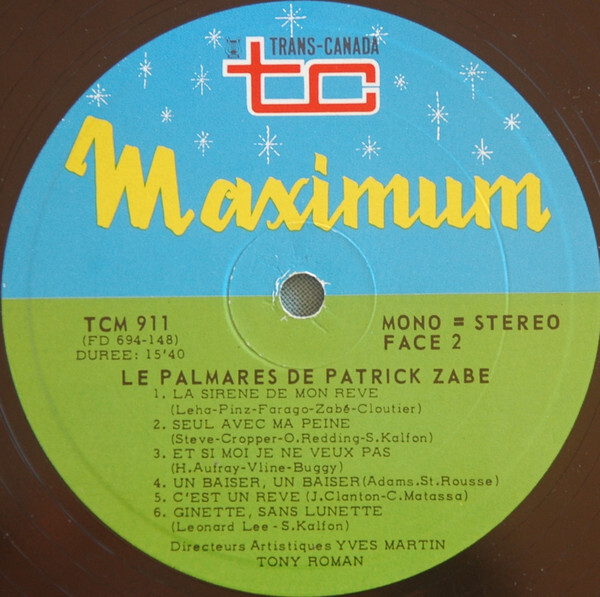 TRANS-CANADA
tc
Maximum
TCM 911
(FD 694-148)
DUREE: 15'40
MONO = STEREO
FACE 2
LE PALMARES DE PATRICK ZABE
1. LA SIRENE DE MON REVE
(Leha-Pinz-Farago-Zabé-Cloutier)
2. SEUL AVEC MA PEINE
(Steve-Cropper-O.Redding-S.Kalfon)
3. ET SI MOI JE NE VEUX PAS
(H.Aufray-Vline-Buggy)
4. UN BAISER, UN BAISER (Adams.St.Rousse)
5. C'EST UN REVE (J.Clanton-C.Matassa)
6. GINETTE, SANS LUNETTE
(Leonard Lee-S.Kalfon)
Directeurs Artistiques YVES MARTIN
TONY ROMAN